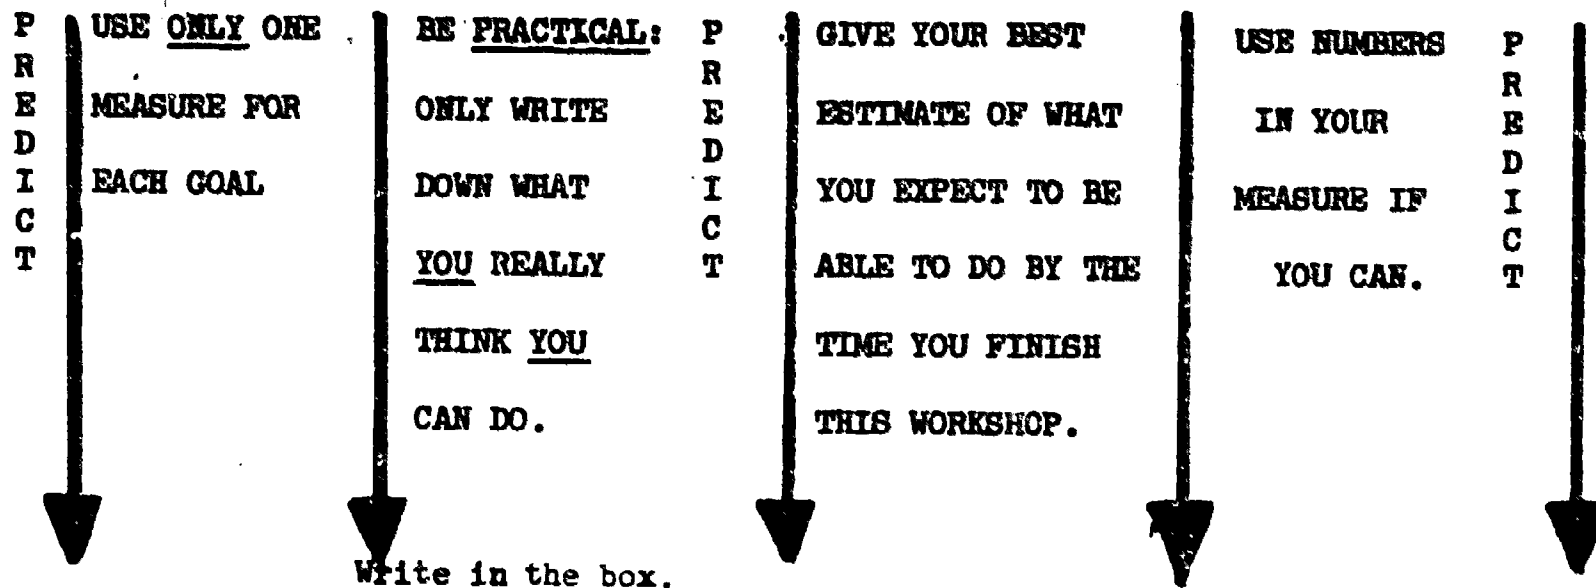 PREDICT
USE ONLY ONE
MEASURE FOR
EACH GOAL
BE PRACTICAL:
ONLY WRITE
DOWN WHAT
YOU REALLY
THINK YOU
CAN DO.
PREDICT
GIVE YOUR BEST
ESTIMATE OF WHAT
YOU EXPECT TO BE
ABLE TO DO BY THE
TIME YOU FINISH
THIS WORKSHOP.
USE NUMBERS
IN YOUR
MEASURE IF
YOU CAN.
PREDICT
Write in the box.